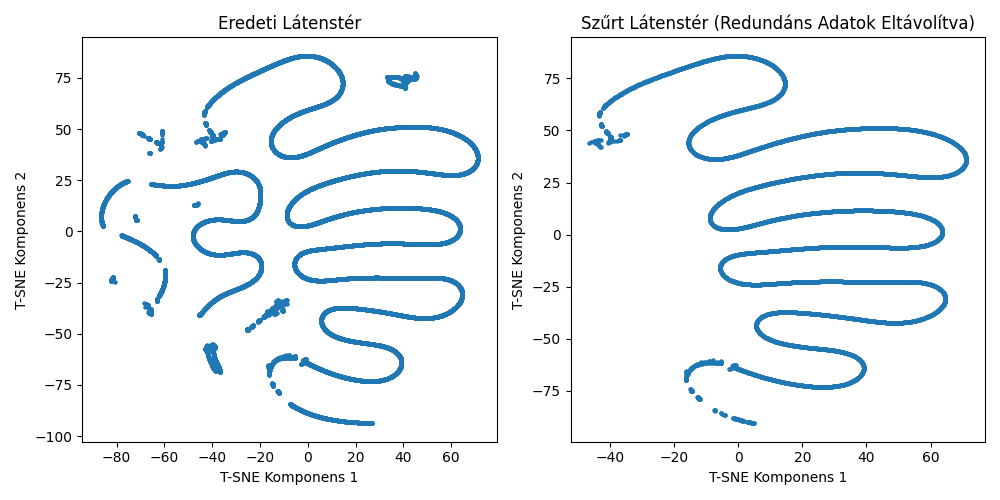 Eredeti Látenstér
T-SNE Komponens 2
75
50
25
0
−25
−50
−75
−100
−80 −60 −40 −20 0 20 40 60
T-SNE Komponens 1
Szűrt Látenstér (Redundáns Adatok Eltávolítva)
T-SNE Komponens 2
75
50
25
0
−25
−50
−75
−40 −20 0 20 40 60
T-SNE Komponens 1